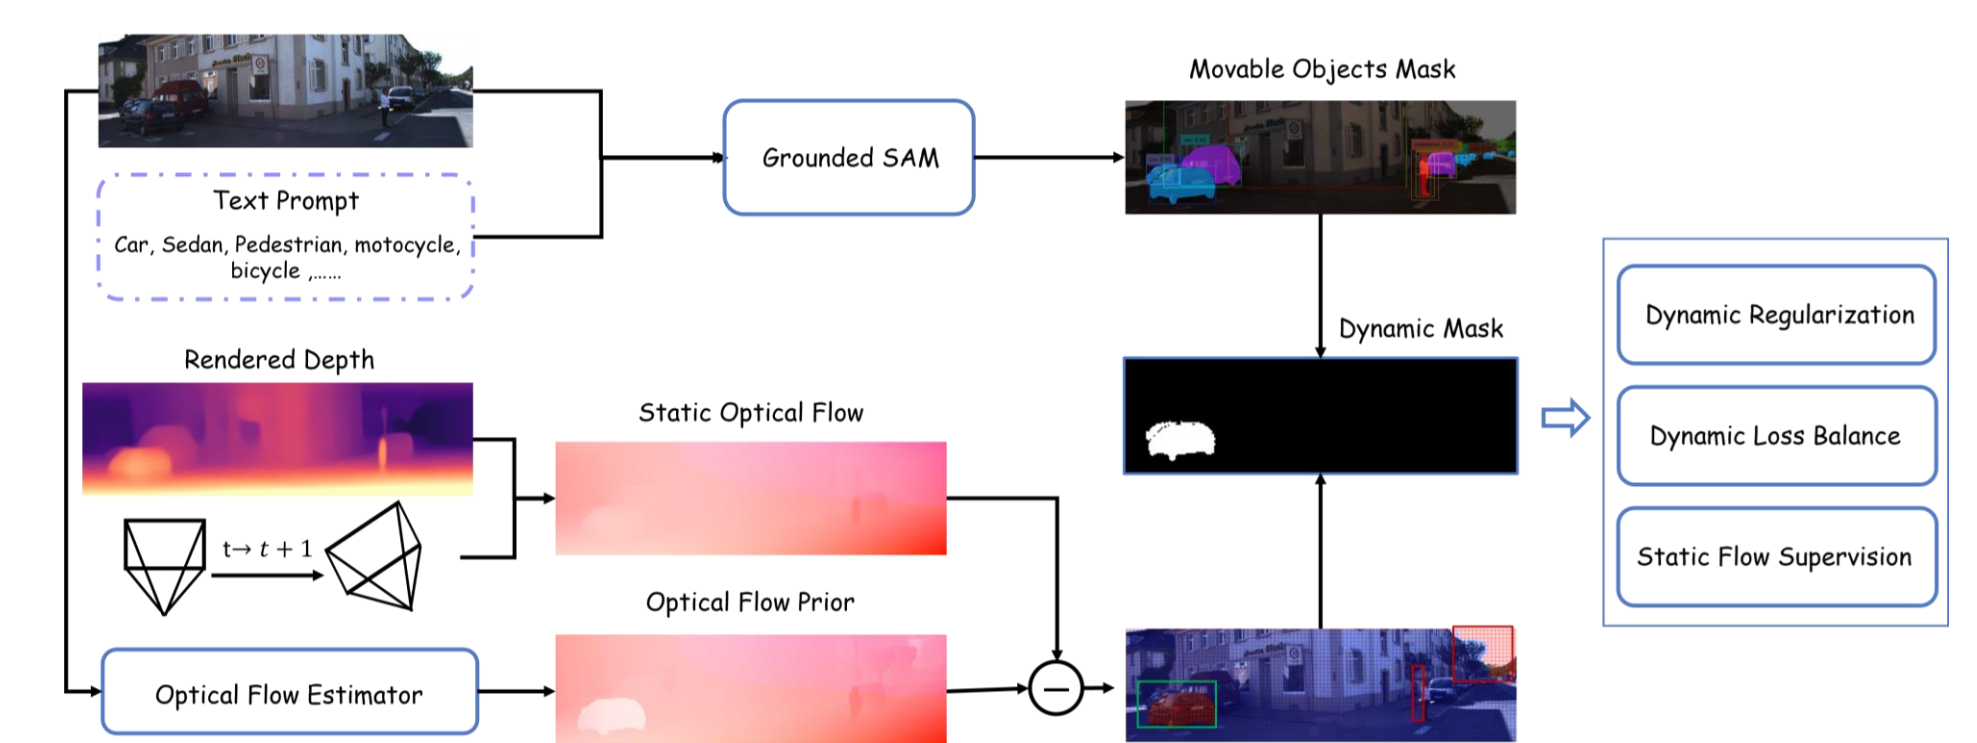 Movable Objects Mask
Grounded SAM
Text Prompt
Car, Sedan, Pedestrian, motocycle,
bicycle ,......
Dynamic Mask
Dynamic Regularization
Rendered Depth
Static Optical Flow
Dynamic Loss Balance
t→ t + 1
Static Flow Supervision
Optical Flow Prior
Optical Flow Estimator